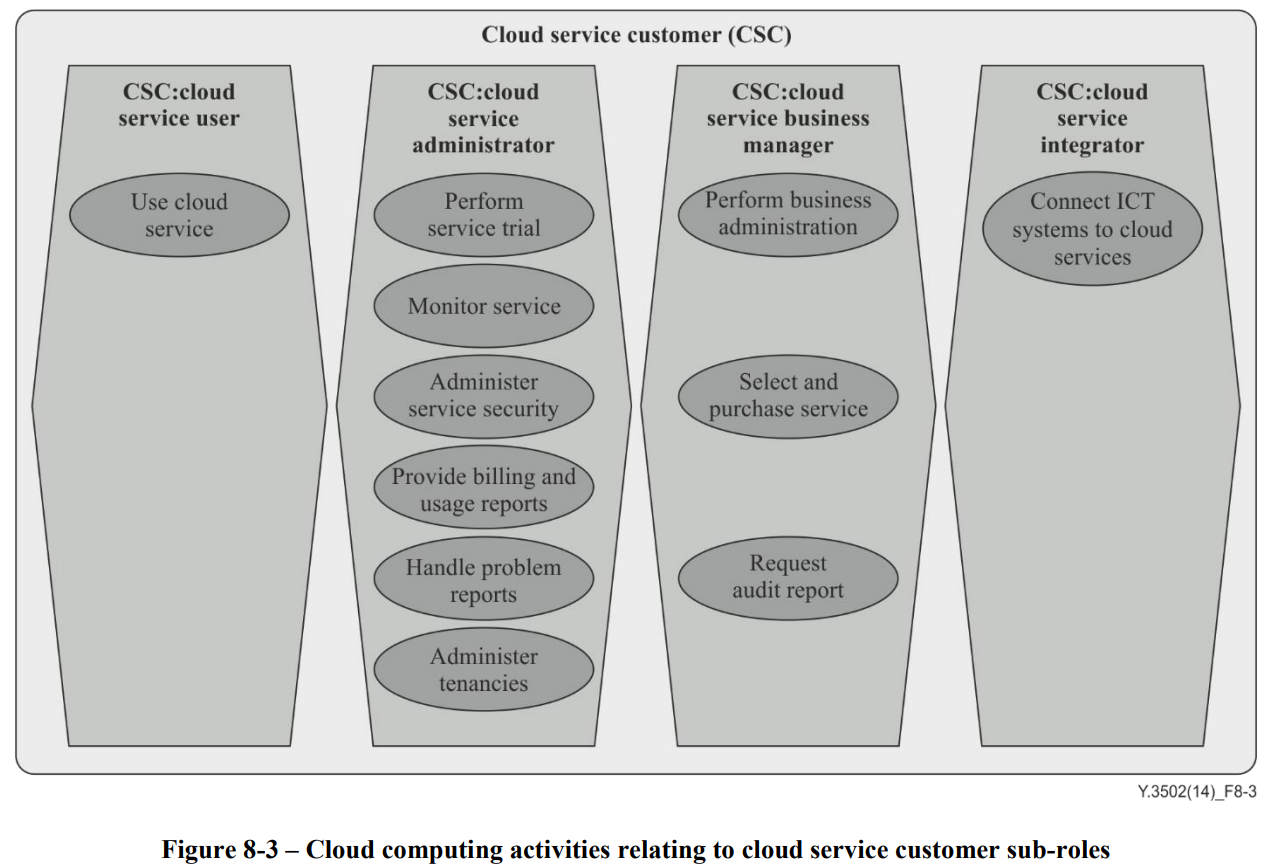 Cloud service customer (CSC)
CSC:cloud
service user
Use cloud
service
CSC:cloud
service
administrator
Perform
service trial
Monitor service
Administer
service security
Provide billing and
usage reports
Handle problem
reports
Administer
tenancies
CSC:cloud
service business
manager
Perform business
administration
Select and
purchase service
Request
audit report
CSC:cloud
service
integrator
Connect ICT
systems to cloud
services
Y.3502(14)_F8-3
Figure 8-3 – Cloud computing activities relating to cloud service customer sub-roles